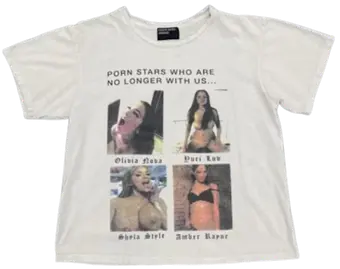 PORN STARS WHO ARE
NO LONGER WITH US...
Olivia Nova
Yuri Luv
Shyla Style
Amber Rayne